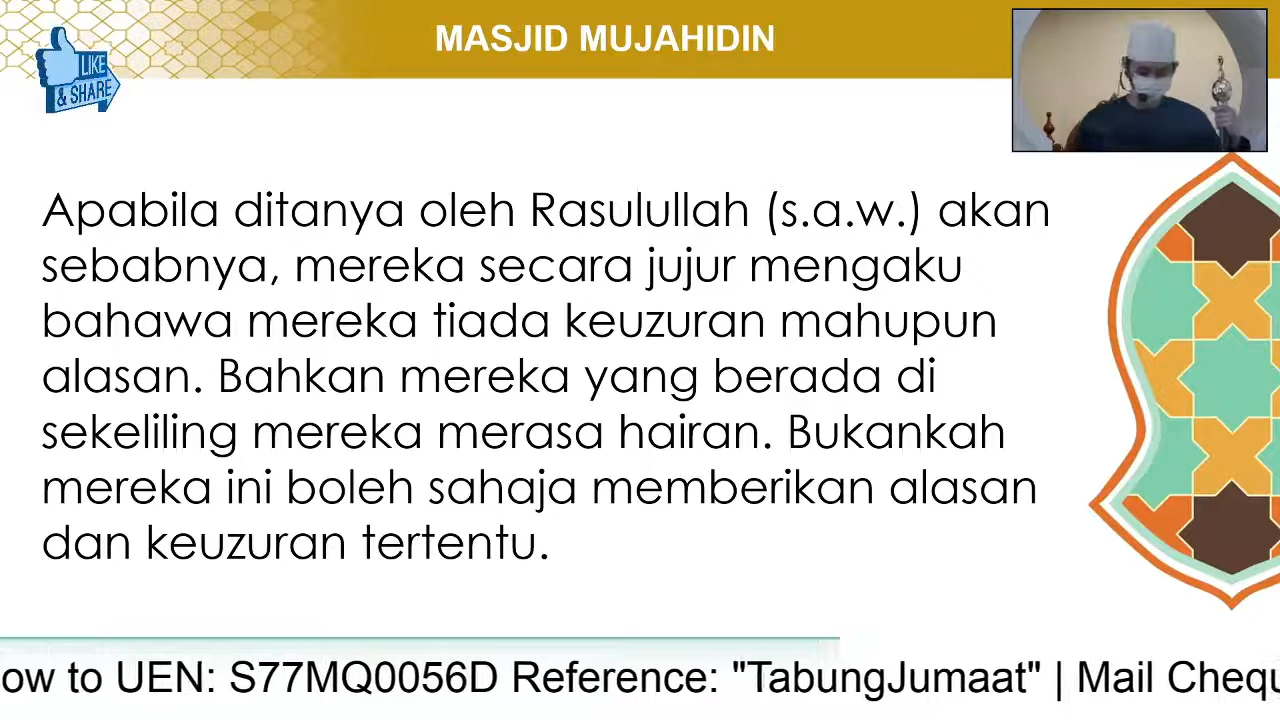 MASJID MUJAHIDIN
LIKE
& SHARE
Apabila ditanya oleh Rasulullah (s.a.w.) akan
sebabnya, mereka secara jujur mengaku
bahawa mereka tiada keuzuran mahupun
alasan. Bahkan mereka yang berada di
sekeliling mereka merasa hairan. Bukankah
mereka ini boleh sahaja memberikan alasan
dan keuzuran tertentu.
ow to UEN: S77MQ0056D Reference: "TabungJumaat" | Mail Chequ